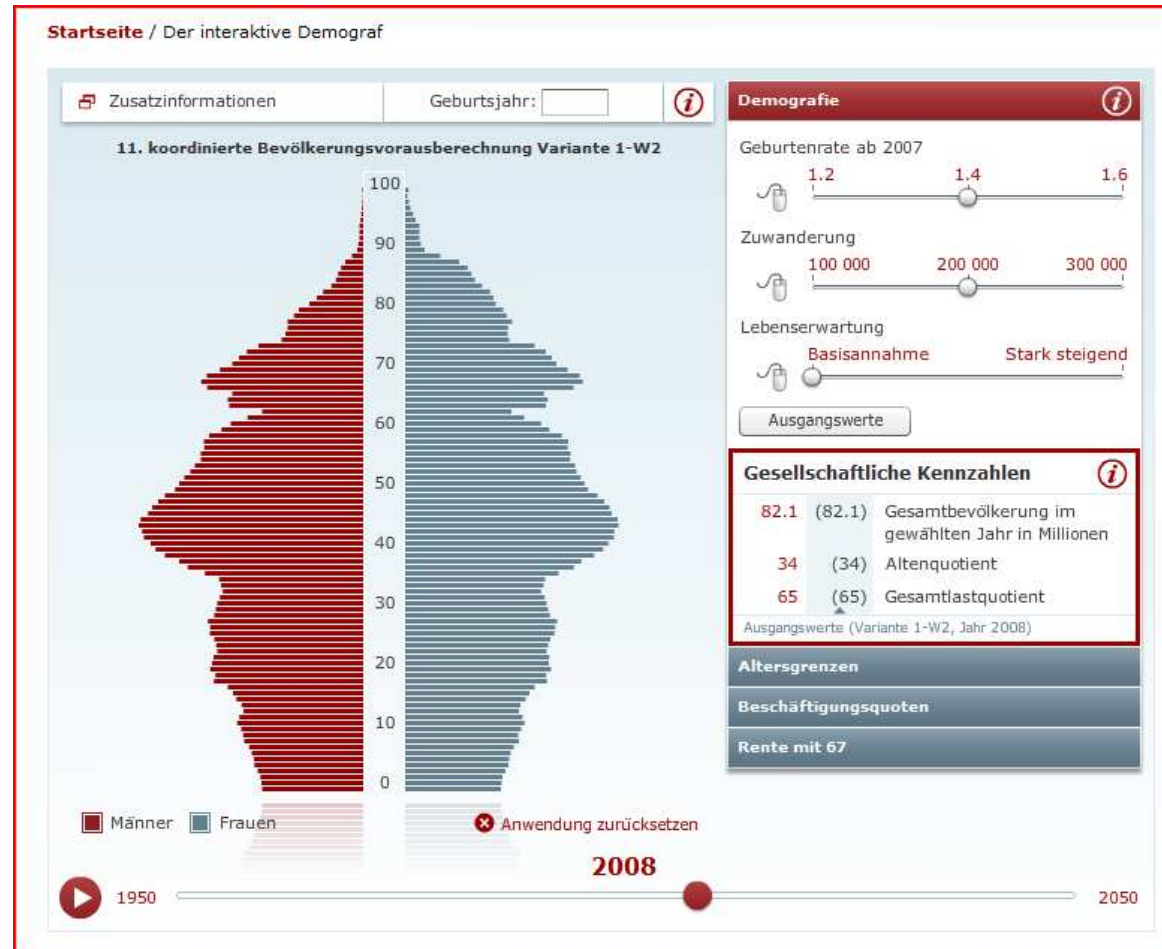 Startseite / Der interaktive Demograf
Zusatzinformationen
Geburtsjahr:
11. koordinierte Bevölkerungsvorausberechnung Variante 1-W2
100
90
80
70
60
50
40
30
20
10
0
Männer
Frauen
Anwendung zurücksetzen
Demografie
Geburtenrate ab 2007
1.2 1.4 1.6
Zuwanderung
100 000 200 000 300 000
Lebenserwartung
Basisannahme Stark steigend
Ausgangswerte
Gesellschaftliche Kennzahlen
82.1 (82.1) Gesamtbevölkerung im
gewählten Jahr in Millionen
34 (34) Altenquotient
65 (65) Gesamtlastquotient
Ausgangswerte (Variante 1-W2, Jahr 2008)
Altersgrenzen
Beschäftigungsquoten
Rente mit 67
2008
1950 2050